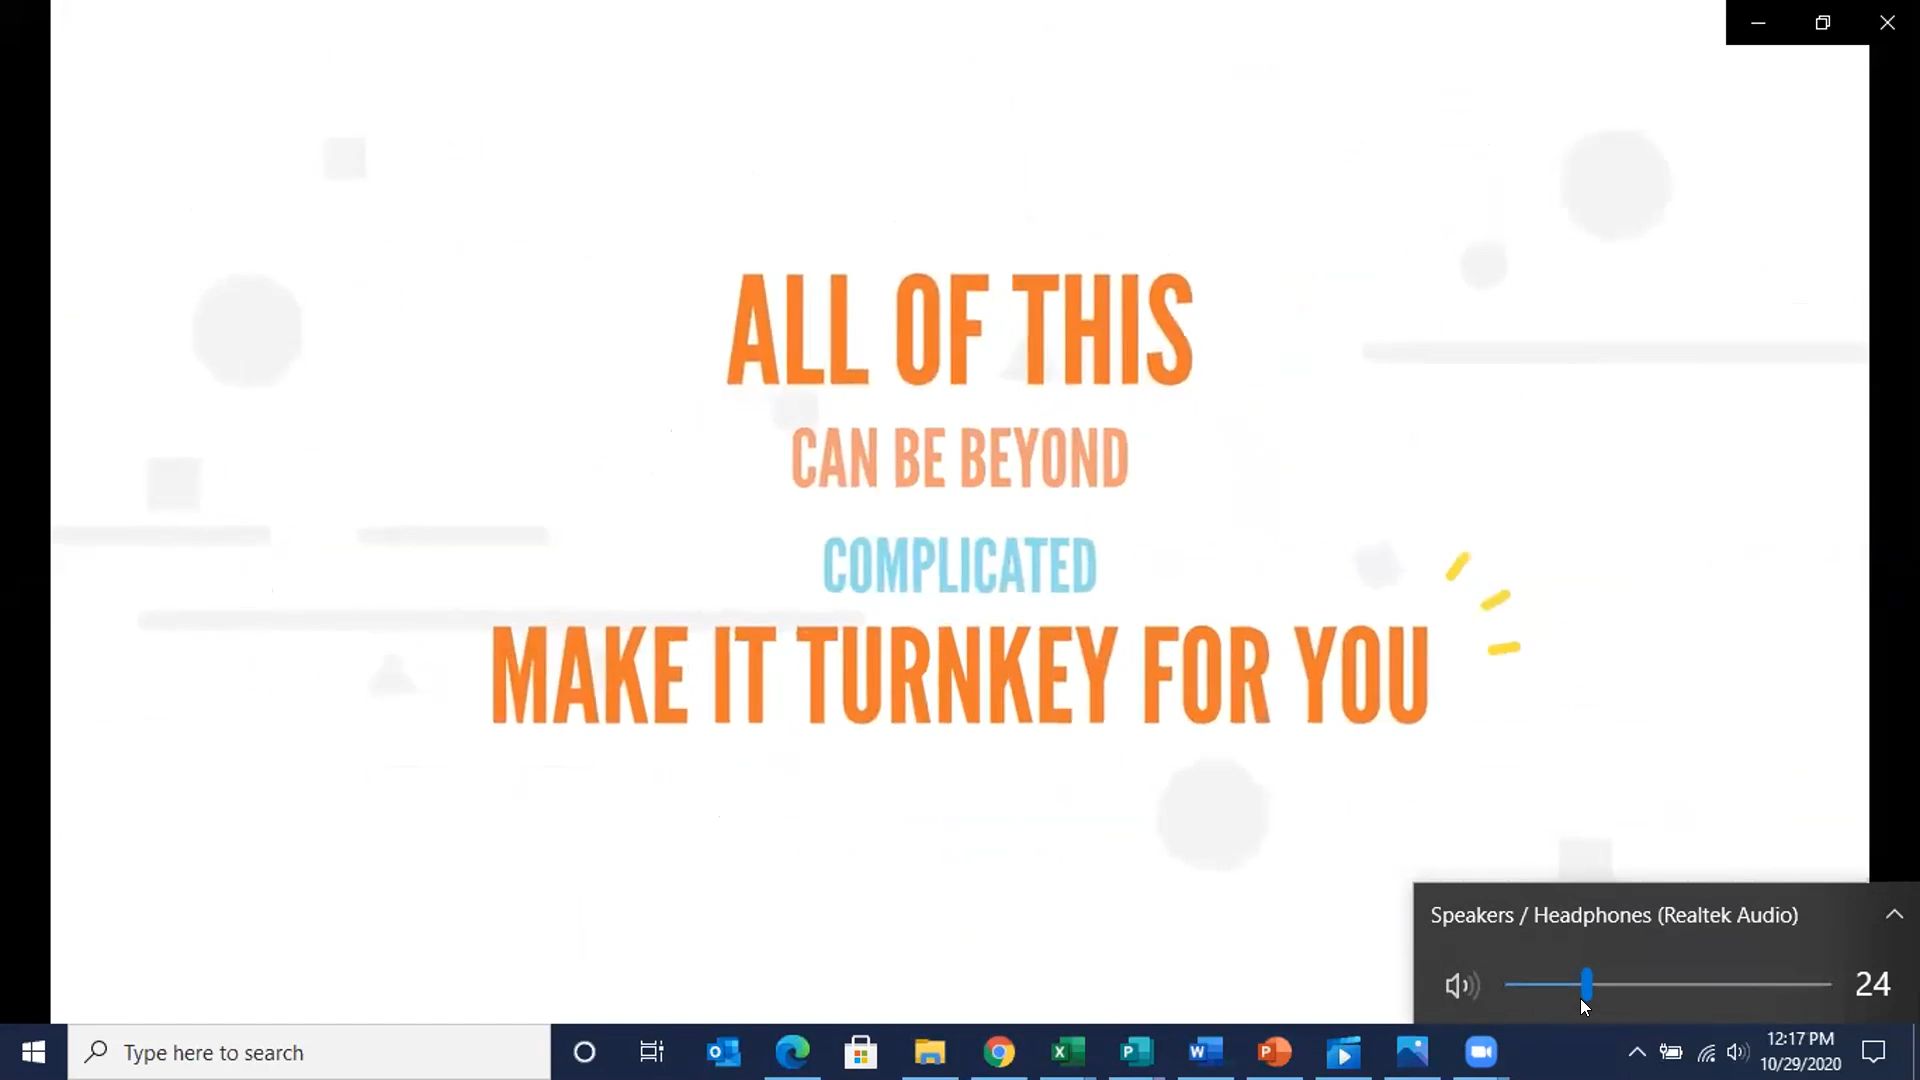 ALL OF THIS
CAN BE BEYOND
COMPLICATED
MAKE IT TURNKEY FOR YOU
Speakers / Headphones (Realtek Audio)
24
Type here to search
12:17 PM
10/29/2020